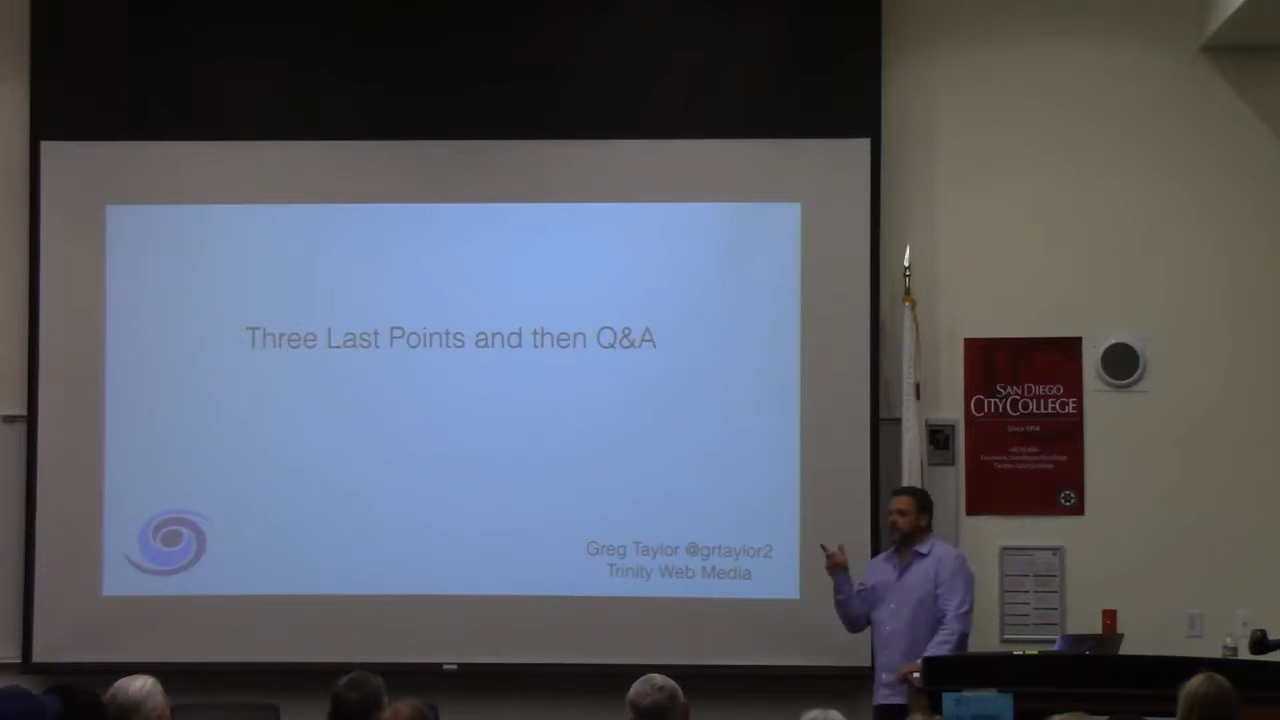 Three Last Points and then Q&A
Greg Taylor @grtaylor2
Trinity Web Media
SAN DIEGO
CITY COLLEGE
Since 1914